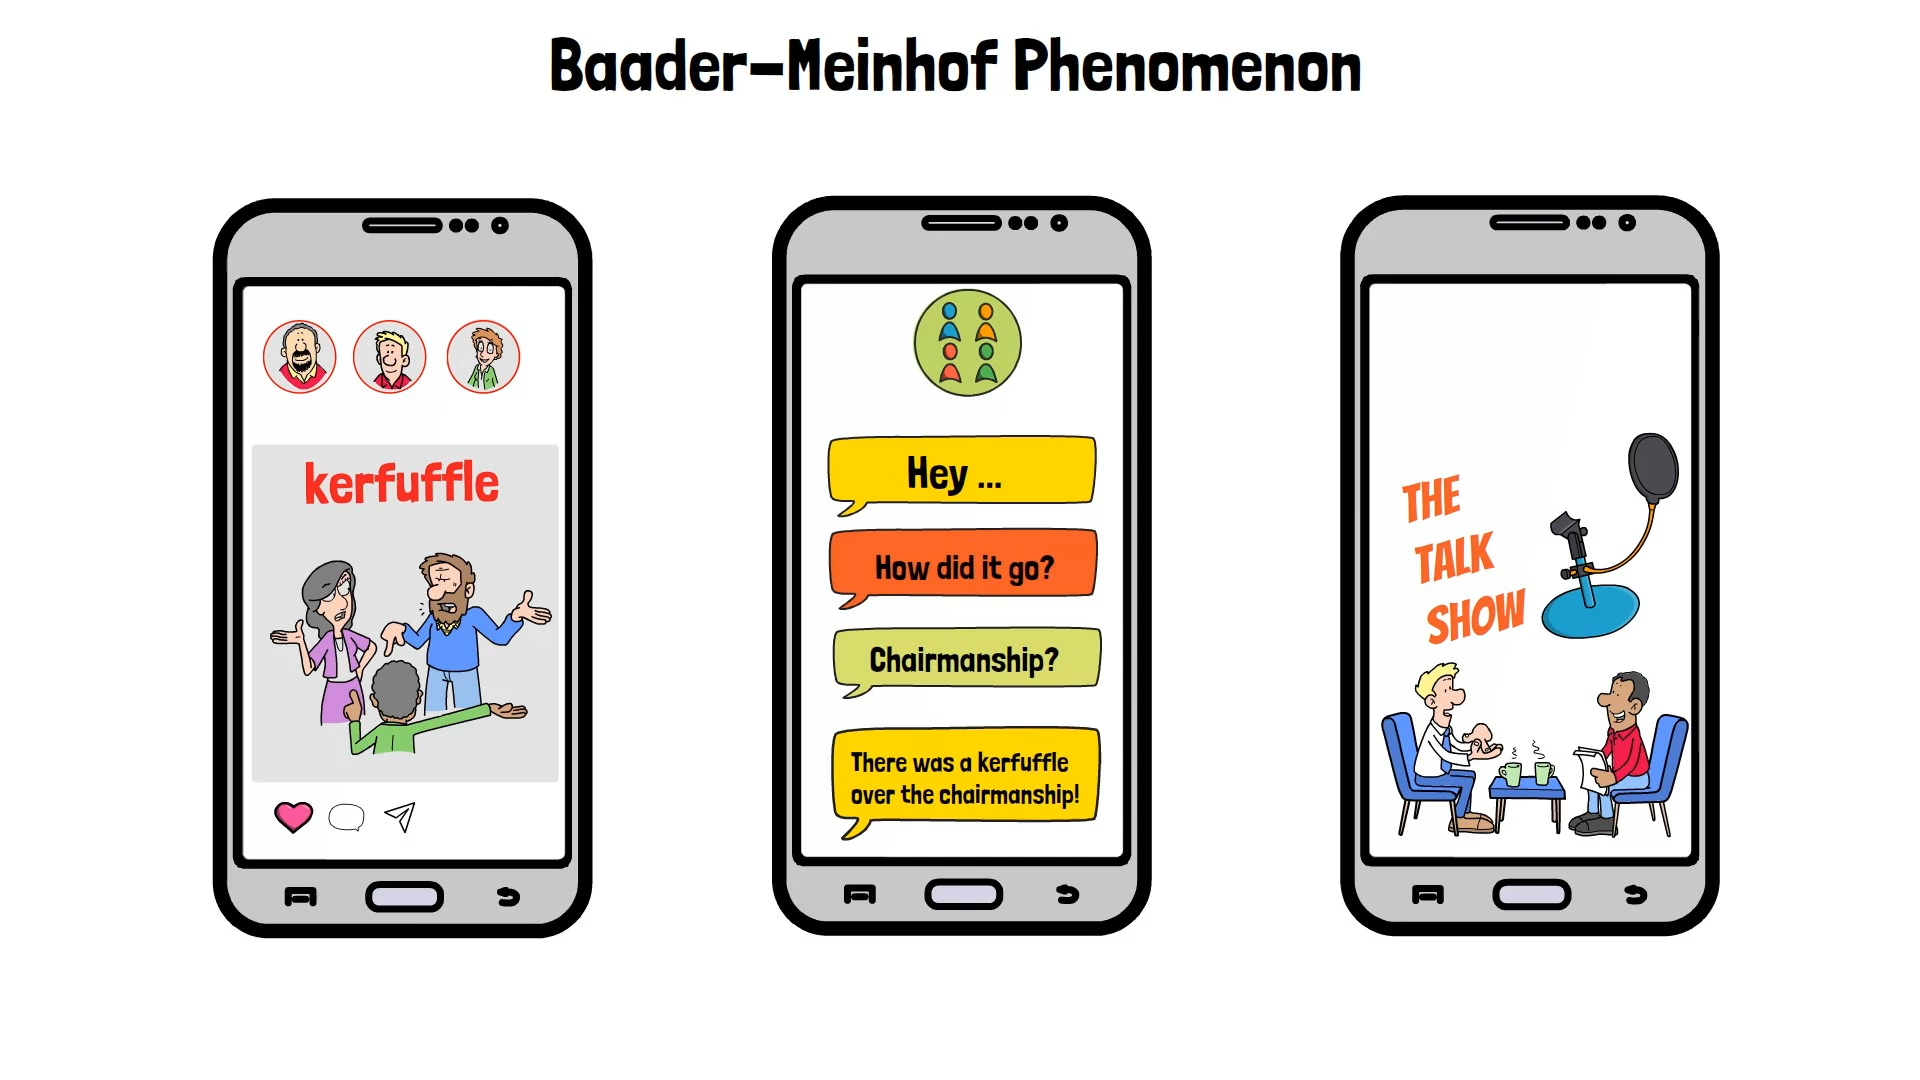 Baader-Meinhof Phenomenon
kerfuffle
Hey ...
How did it go?
Chairmanship?
There was a kerfuffle
over the chairmanship!
THE
TALK
SHOW